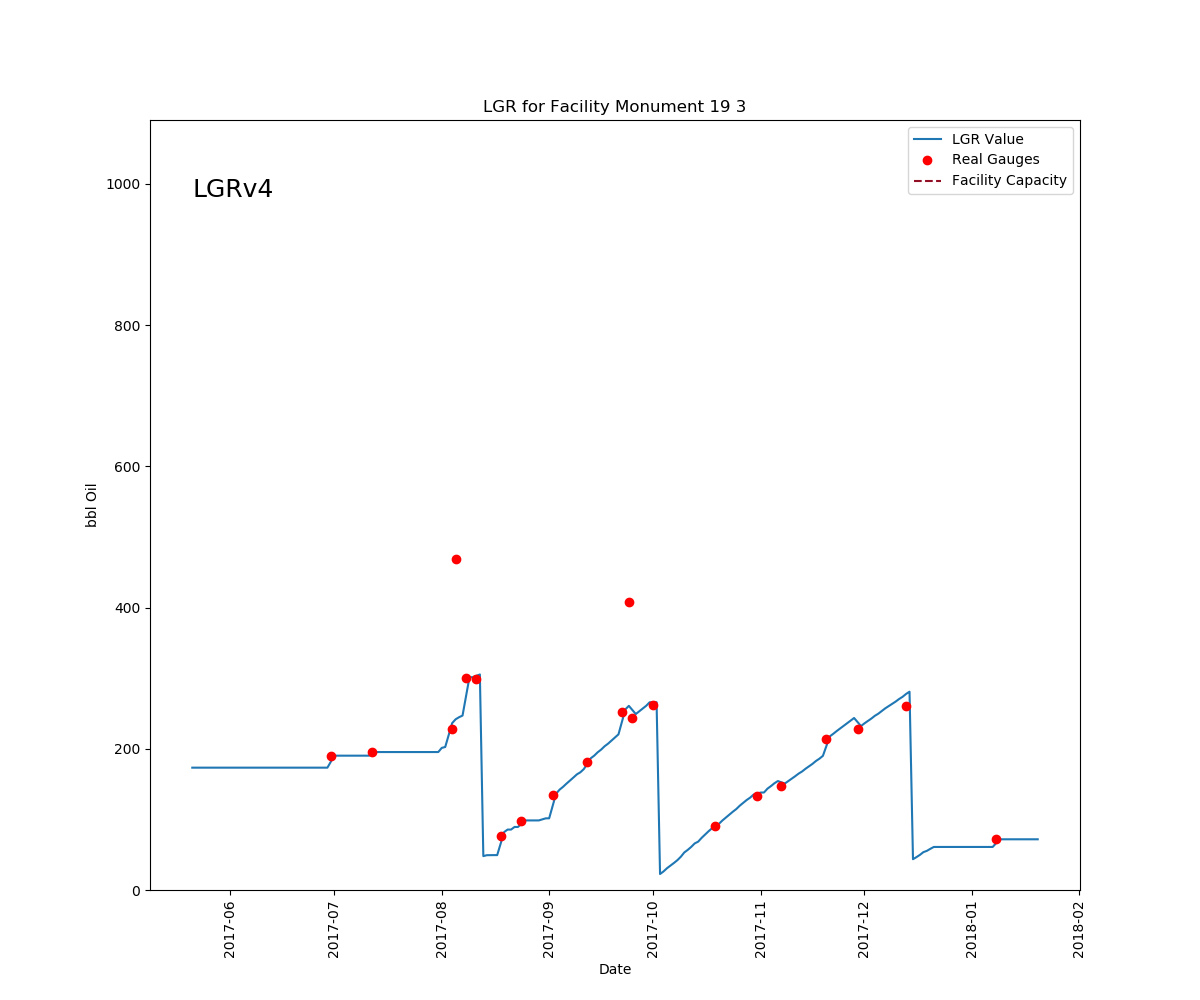 LGR for Facility Monument 19 3
LGRv4
LGR Value
Real Gauges
Facility Capacity
1000
800
600
400
200
0
bbl Oil
2017-06
2017-07
2017-08
2017-09
2017-10
2017-11
2017-12
2018-01
2018-02
Date